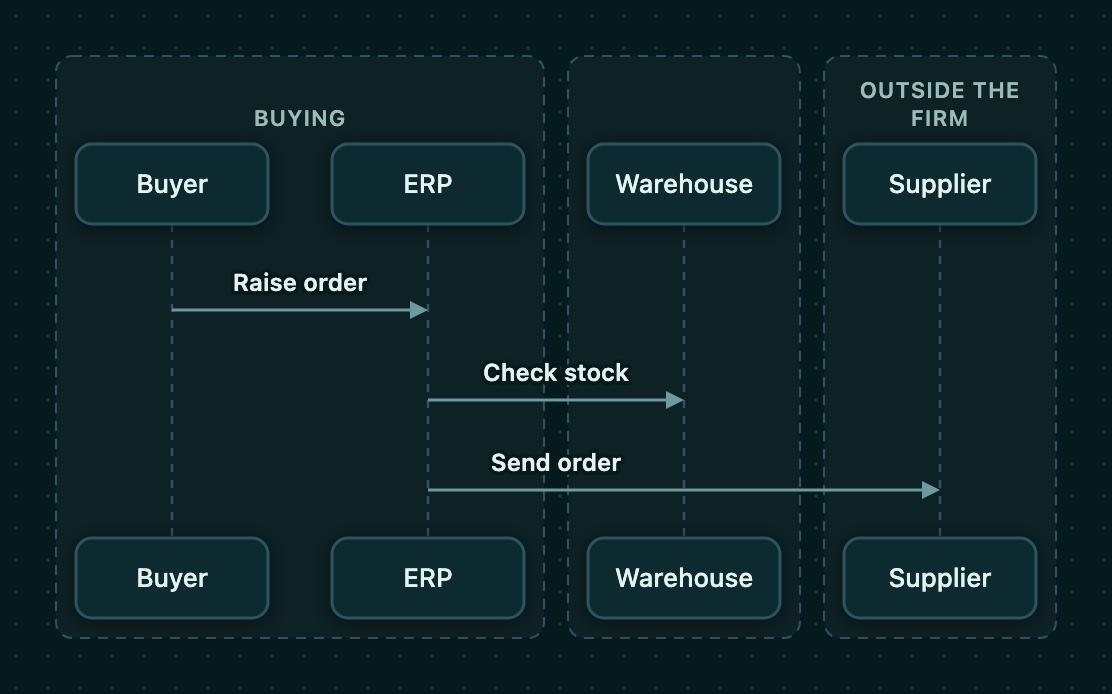 OUTSIDE THE
FIRM
BUYING
Buyer
ERP
Warehouse
Supplier
Raise order
Check stock
Send order
Buyer
ERP
Warehouse
Supplier